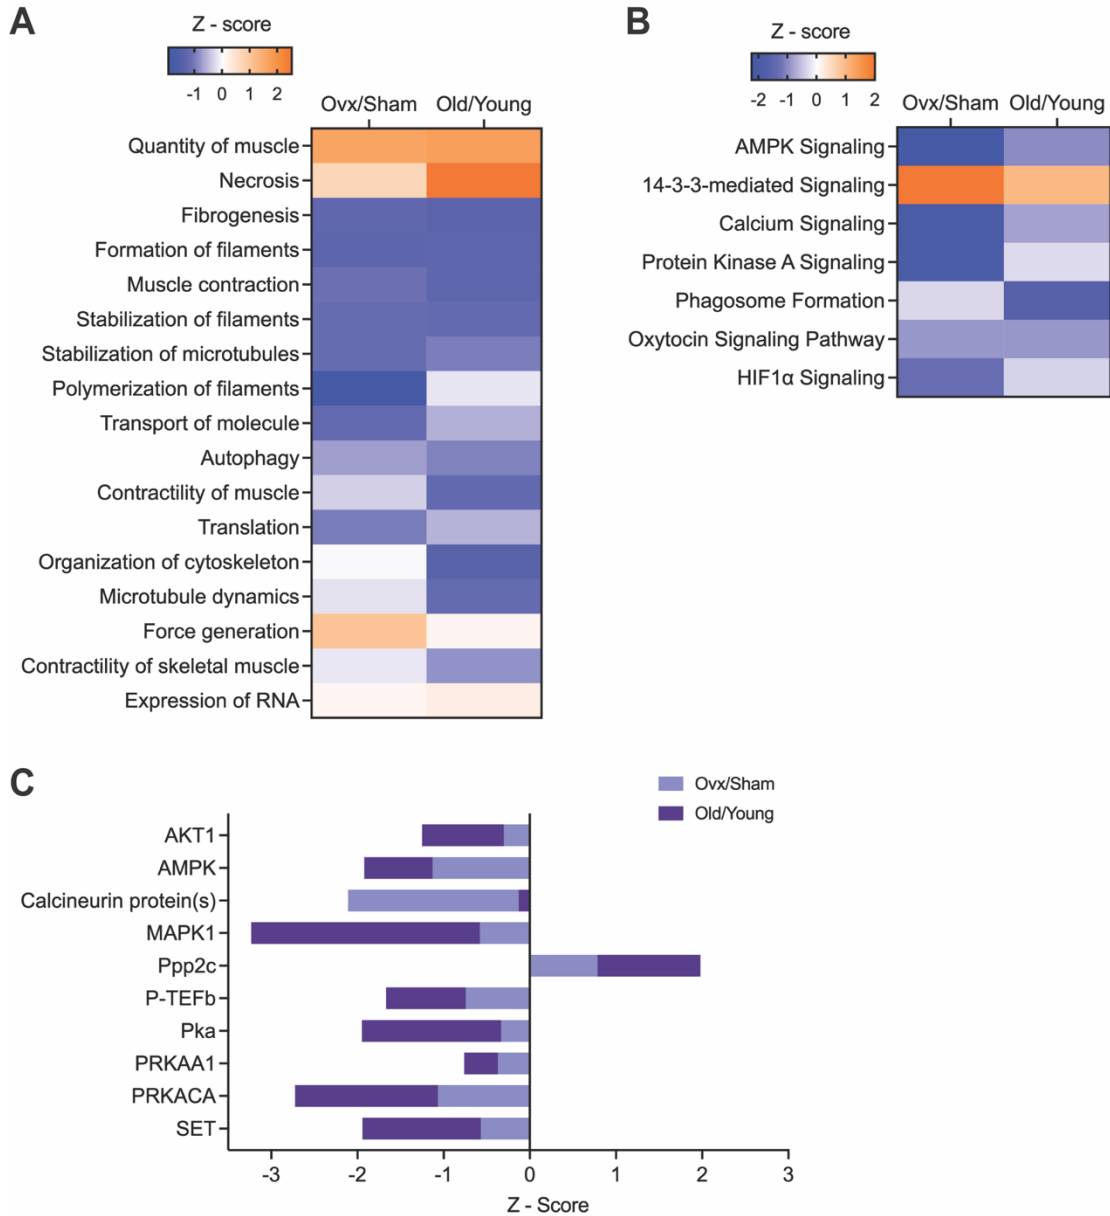 A
Z - score
-1 0 1 2
Ovx/Sham Old/Young
Quantity of muscle
Necrosis
Fibrogenesis
Formation of filaments
Muscle contraction
Stabilization of filaments
Stabilization of microtubules
Polymerization of filaments
Transport of molecule
Autophagy
Contractility of muscle
Translation
Organization of cytoskeleton
Microtubule dynamics
Force generation
Contractility of skeletal muscle
Expression of RNA
B
Z - score
-2 -1 0 1 2
Ovx/Sham Old/Young
AMPK Signaling
14-3-3-mediated Signaling
Calcium Signaling
Protein Kinase A Signaling
Phagosome Formation
Oxytocin Signaling Pathway
HIF1α Signaling
C
Ovx/Sham
Old/Young
AKT1
AMPK
Calcineurin protein(s)
MAPK1
Ppp2c
P-TEFb
Pka
PRKAA1
PRKACA
SET
-3 -2 -1 0 1 2 3
Z - Score